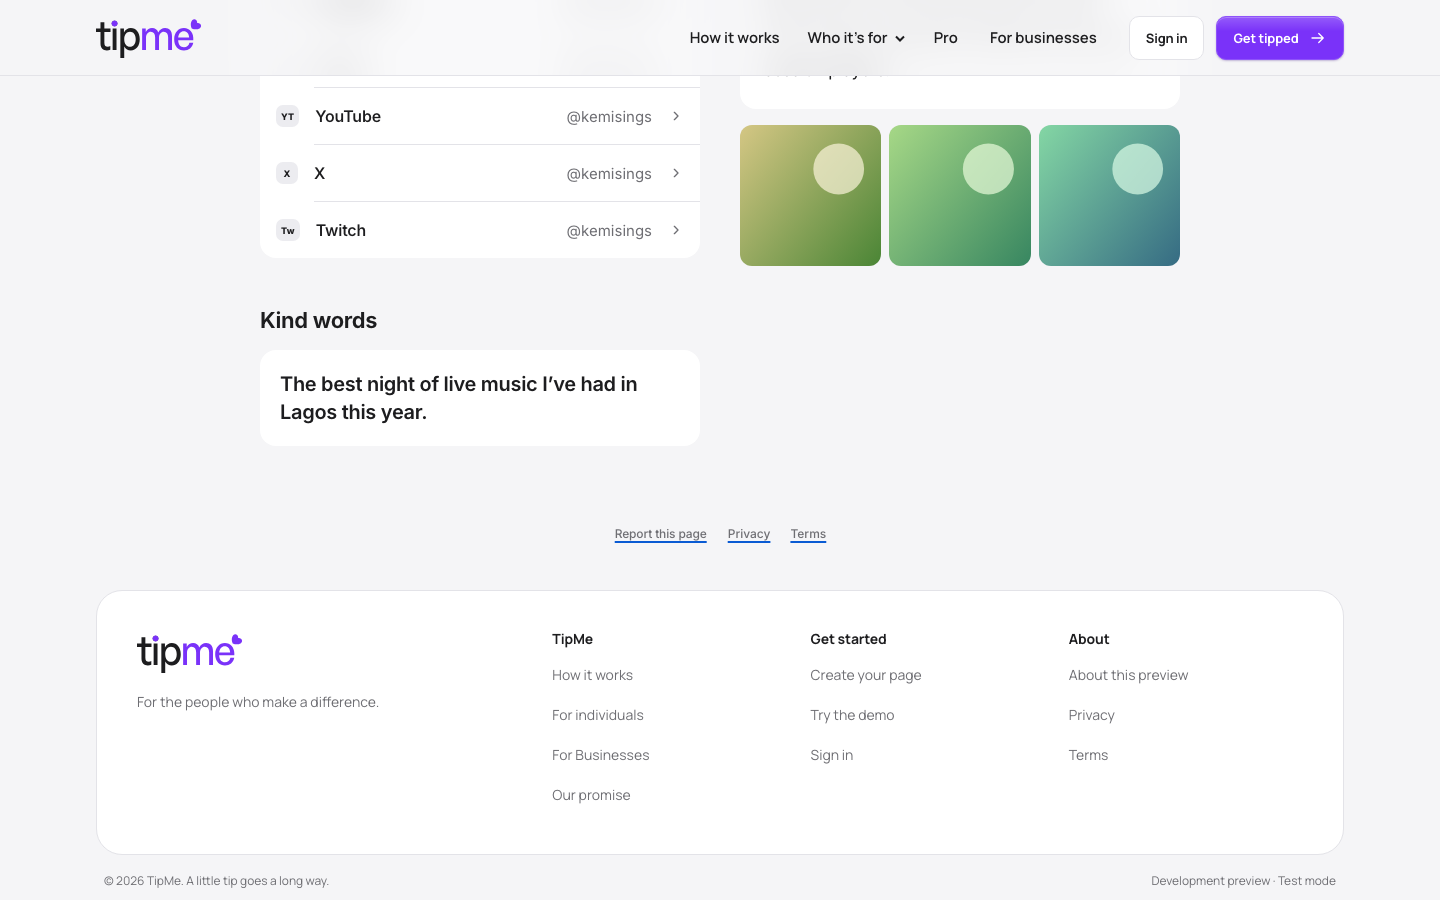 tipme
How it works
Who it's for
Pro
For businesses
Sign in
Get tipped
YT YouTube @kemisings
X X @kemisings
Tw Twitch @kemisings
Kind words
The best night of live music I've had in
Lagos this year.
Report this page Privacy Terms
tipme
For the people who make a difference.
TipMe
How it works
For individuals
For Businesses
Our promise
Get started
Create your page
Try the demo
Sign in
About
About this preview
Privacy
Terms
© 2026 TipMe. A little tip goes a long way.
Development preview · Test mode